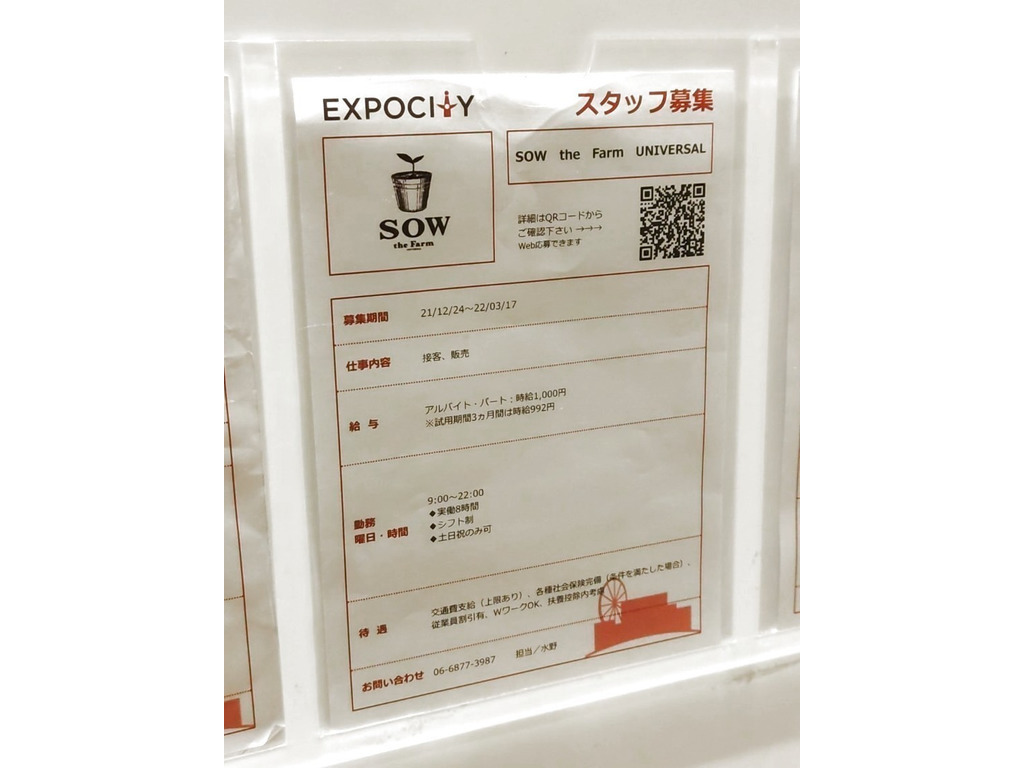 EXPOCITY
スタッフ募集
SOW the Farm UNIVERSAL
SOW
the Farm
詳細はQRコードから
ご確認下さい →→→
Web応募できます
募集期間 21/12/24～22/03/17
仕事内容 接客、販売
給 与
アルバイト・パート：時給1,000円
※試用期間3ヵ月間は時給992円
勤務
曜日・時間
9:00～22:00
◆実働8時間
◆シフト制
◆土日祝のみ可
待 遇
交通費支給（上限あり）、各種社会保険完備（条件を満たした場合）、
従業員割引有、WワークOK、扶養控除内考慮
お問い合わせ 06-6877-3987 担当／水野